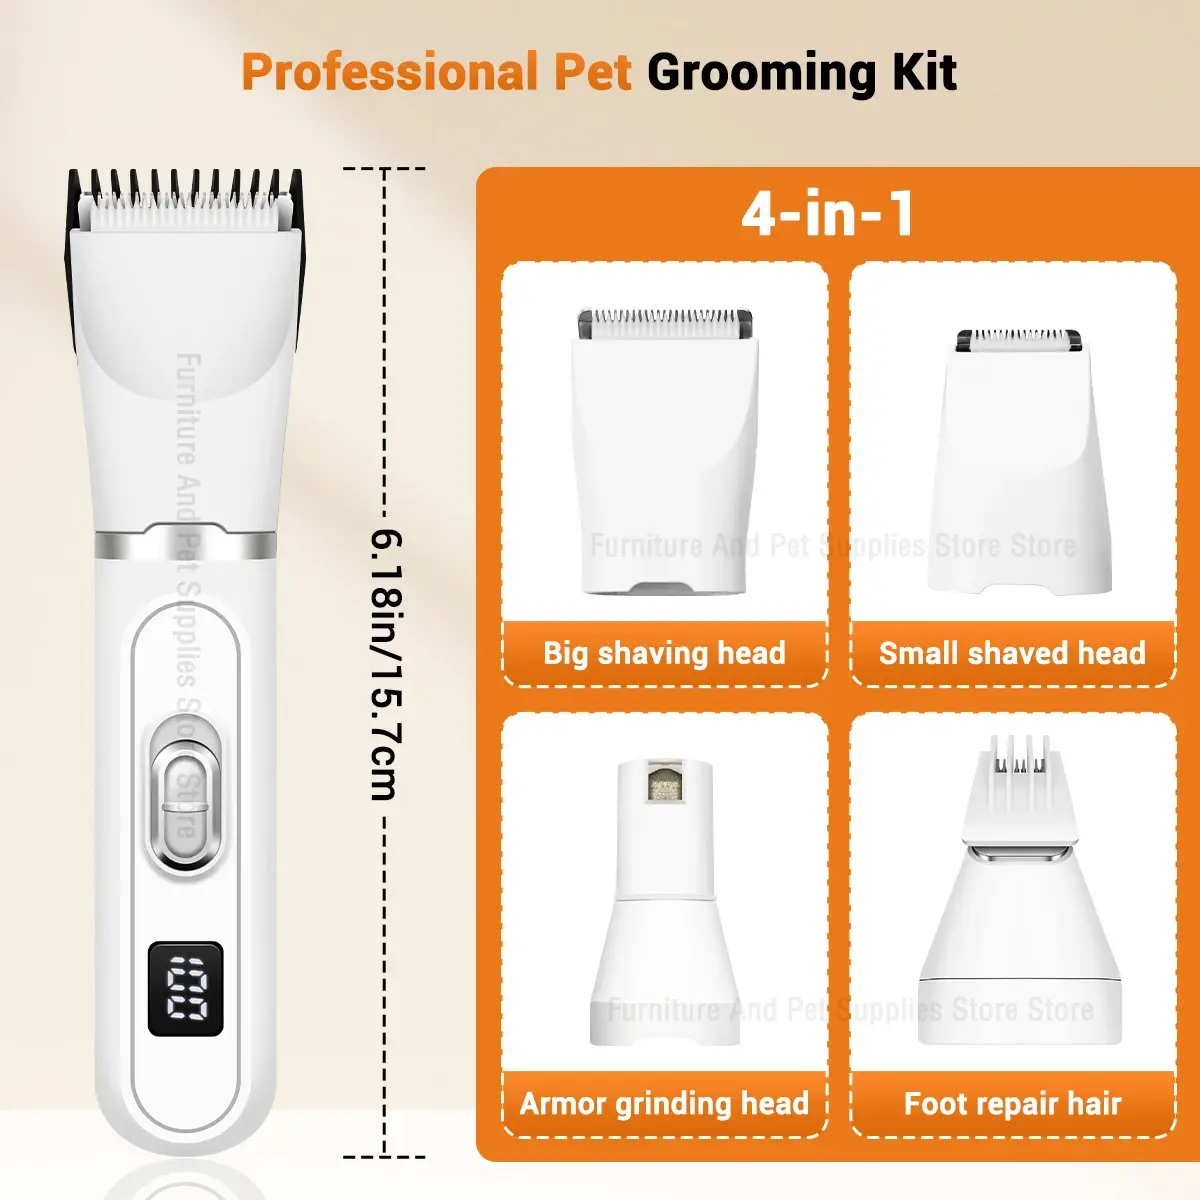 Professional Pet Grooming Kit
4-in-1
6.18in/15.7cm
Furniture And Pet Supplies Store Store
Furniture And Pet Supplies Store Store
Big shaving head
Small shaved head
Furniture And Pet Supplies Store Store
Armor grinding head
Foot repair hair